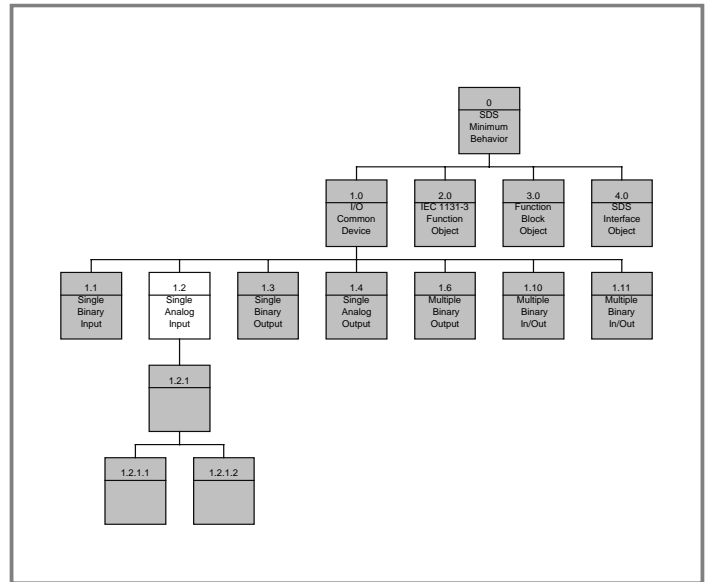 0
SDS
Minimum
Behavior
1.0
I/O
Common
Device
2.0
IEC 1131-3
Function
Object
3.0
Function
Block
Object
4.0
SDS
Interface
Object
1.1
Single
Binary
Input
1.2
Single
Analog
Input
1.3
Single
Binary
Output
1.4
Single
Analog
Output
1.6
Multiple
Binary
Output
1.10
Multiple
Binary
In/Out
1.11
Multiple
Binary
In/Out
1.2.1
1.2.1.1
1.2.1.2